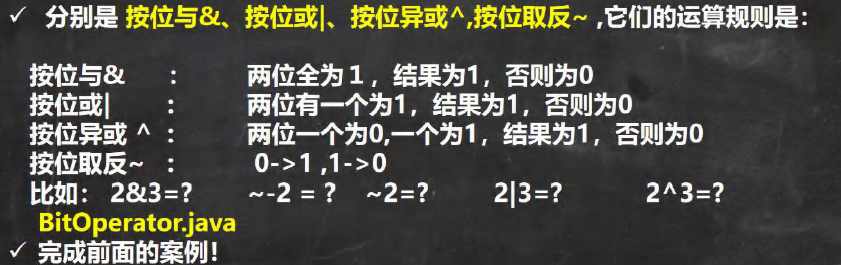 ✓ 分别是 按位与&、按位或|、按位异或^,按位取反~ ,它们的运算规则是：
按位与& ： 两位全为１，结果为1，否则为0
按位或| ： 两位有一个为1，结果为1，否则为0
按位异或 ^ ： 两位一个为0,一个为1，结果为1，否则为0
按位取反~ ： 0->1 ,1->0
比如： 2&3=? ~-2 = ? ~2=? 2|3=? 2^3=?
BitOperator.java
✓ 完成前面的案例！